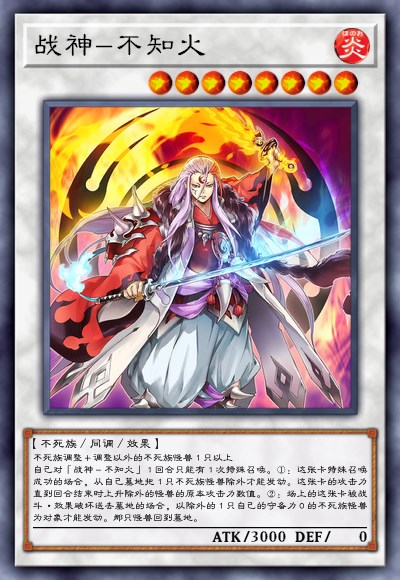 战神-不知火
ほのお
炎
【不死族/同调/效果】
不死族调整+调整以外的不死族怪兽1只以上
自己对「战神-不知火」1回合只能有1次特殊召唤。①：这张卡特殊召唤
成功的场合，从自己墓地把1只不死族怪兽除外才能发动。这张卡的攻击力
直到回合结束时上升除外的怪兽的原本攻击力数值。②：场上的这张卡被战
斗·效果破坏送去墓地的场合，以除外的1只自己的守备力0的不死族怪兽
为对象才能发动。那只怪兽回到墓地。
ATK/3000 DEF/ 0